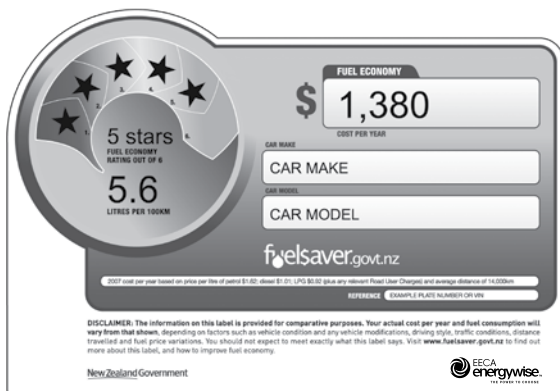 1.
2.
3.
4.
5.
6.
5 stars
FUEL ECONOMY
RATING OUT OF 6
5.6
LITRES PER 100KM
FUEL ECONOMY
$ 1,380
COST PER YEAR
CAR MAKE
CAR MAKE
CAR MODEL
CAR MODEL
fuelsaver.govt.nz
2007 cost per year based on price per litre of petrol $1.62; diesel $1.01; LPG $0.92 (plus any relevant Road User Charges) and average distance of 14,000km
REFERENCE EXAMPLE PLATE NUMBER OR VIN
DISCLAIMER: The information on this label is provided for comparative purposes. Your actual cost per year and fuel consumption will
vary from that shown, depending on factors such as vehicle condition and any vehicle modifications, driving style, traffic conditions, distance
travelled and fuel price variations. You should not expect to meet exactly what this label says. Visit www.fuelsaver.govt.nz to find out
more about this label, and how to improve fuel economy.
New Zealand Government
EECA
energywise™
THE POWER TO CHOOSE